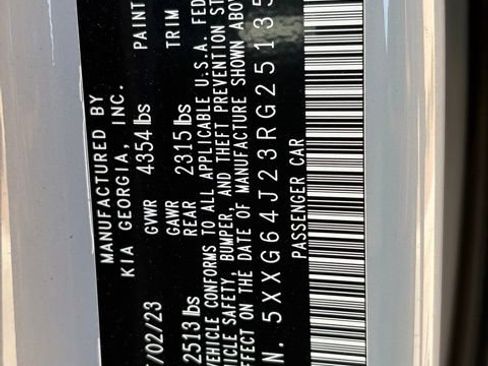 MANUFACTURED BY
KIA GEORGIA, INC.
/02/23 GVWR 4354 lbs PAINT
2513 lbs GAWR REAR 2315 lbs TRIM
VEHICLE CONFORMS TO ALL APPLICABLE U.S.A. FED
HICLE SAFETY, BUMPER, AND THEFT PREVENTION ST
EFFECT ON THE DATE OF MANUFACTURE SHOWN ABOV
N. 5XXG64J23RG25135
PASSENGER CAR